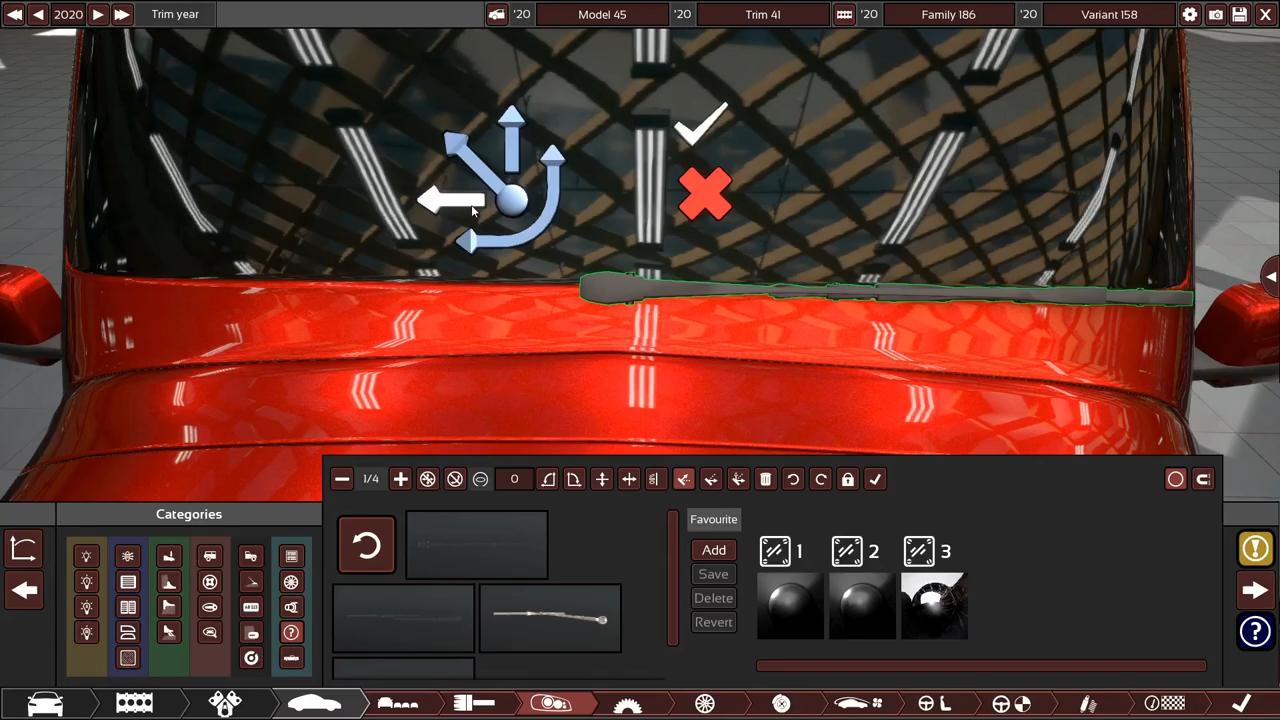 2020 Trim year '20 Model 45 '20 Trim 41 '20 Family 186 '20 Variant 158
1/4 0
Categories
Favourite
Add 1 2 3
Save
Delete
Revert